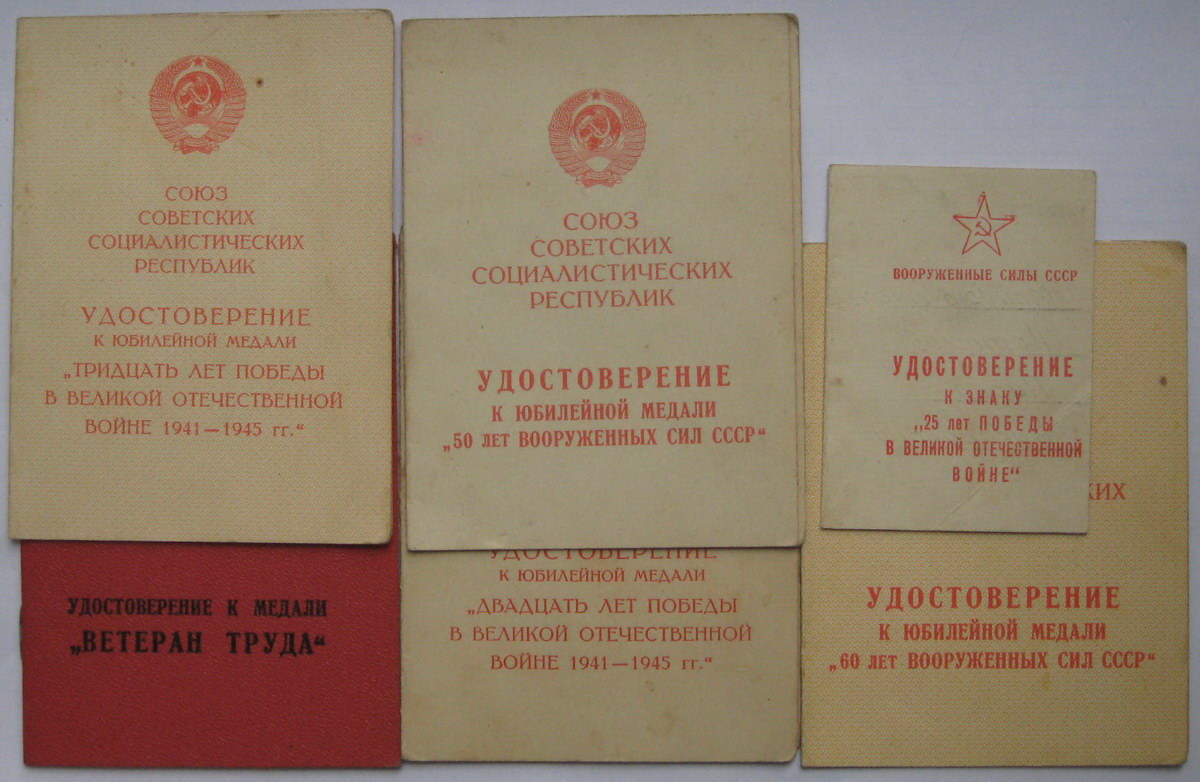 СОЮЗ
СОВЕТСКИХ
СОЦИАЛИСТИЧЕСКИХ
РЕСПУБЛИК
УДОСТОВЕРЕНИЕ
К ЮБИЛЕЙНОЙ МЕДАЛИ
„ТРИДЦАТЬ ЛЕТ ПОБЕДЫ
В ВЕЛИКОЙ ОТЕЧЕСТВЕННОЙ
ВОЙНЕ 1941—1945 гг.“
СОЮЗ
СОВЕТСКИХ
СОЦИАЛИСТИЧЕСКИХ
РЕСПУБЛИК
УДОСТОВЕРЕНИЕ
К ЮБИЛЕЙНОЙ МЕДАЛИ
„50 ЛЕТ ВООРУЖЕННЫХ СИЛ СССР“
ВООРУЖЕННЫЕ СИЛЫ СССР
УДОСТОВЕРЕНИЕ
К ЗНАКУ
„25 лет ПОБЕДЫ
В ВЕЛИКОЙ ОТЕЧЕСТВЕННОЙ
ВОЙНЕ“
УДОСТОВЕРЕНИЕ К МЕДАЛИ
„ВЕТЕРАН ТРУДА“
УДОСТОВЕРЕНИЕ
К ЮБИЛЕЙНОЙ МЕДАЛИ
„ДВАДЦАТЬ ЛЕТ ПОБЕДЫ
В ВЕЛИКОЙ ОТЕЧЕСТВЕННОЙ
ВОЙНЕ 1941—1945 гг.“
КИХ
УДОСТОВЕРЕНИЕ
К ЮБИЛЕЙНОЙ МЕДАЛИ
„60 ЛЕТ ВООРУЖЕННЫХ СИЛ СССР“